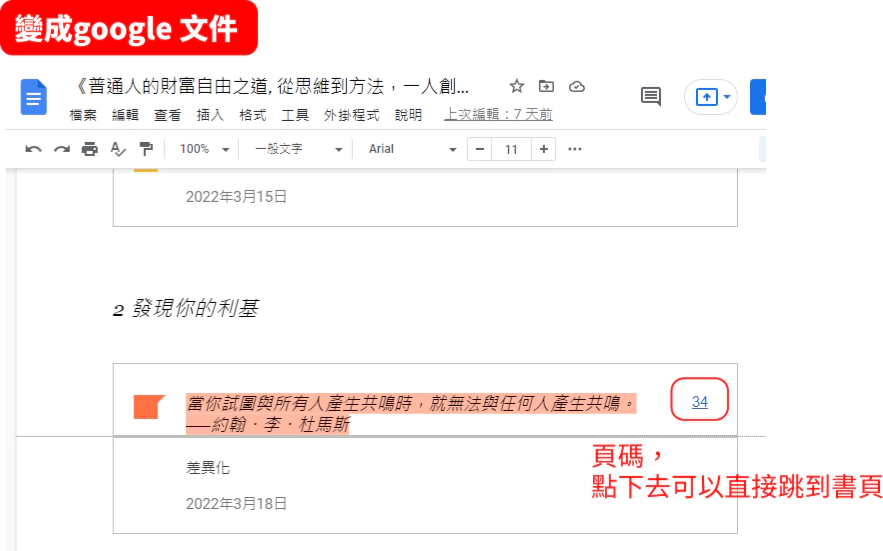 變成google 文件
《普通人的財富自由之道, 從思維到方法，一人創...
檔案 編輯 查看 插入 格式 工具 外掛程式 說明 上次編輯：7 天前
100% 一般文字 Arial 11
2022年3月15日
2 發現你的利基
當你試圖與所有人產生共鳴時，就無法與任何人產生共鳴。 34
──約翰．李．杜馬斯
頁碼，
差異化
點下去可以直接跳到書頁
2022年3月18日